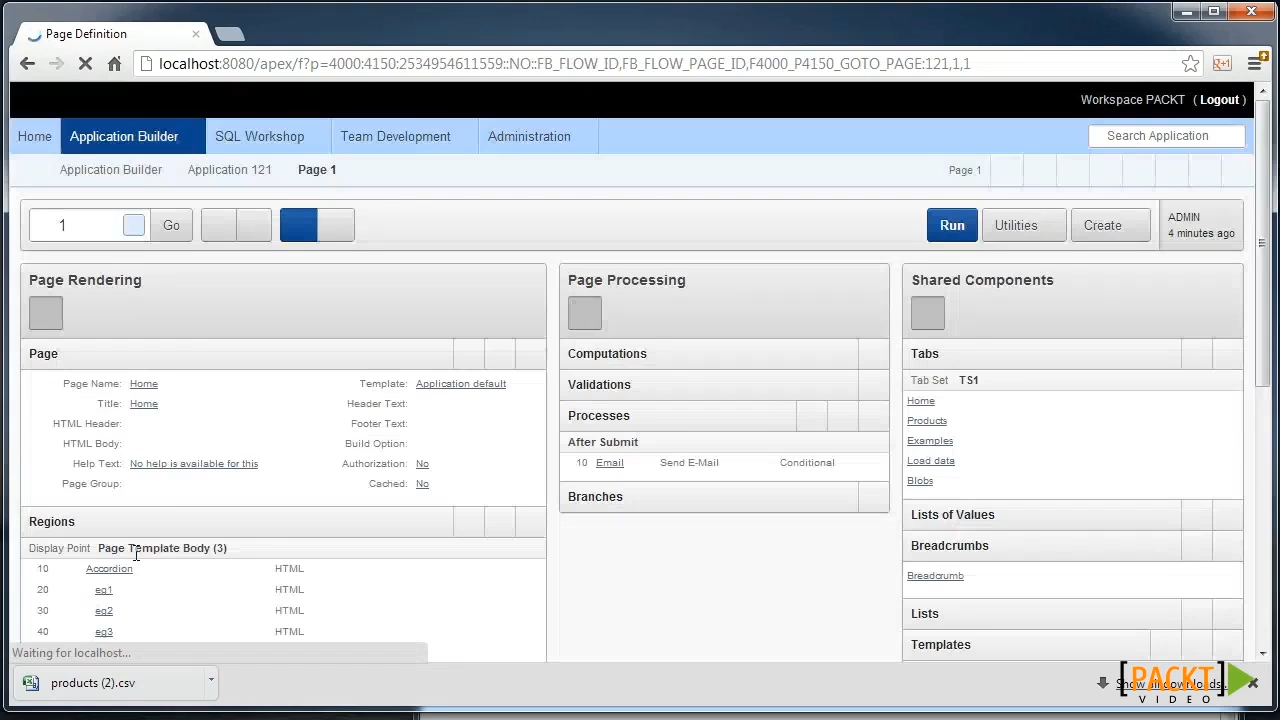 Page Definition
localhost:8080/apex/f?p=4000:4150:2534954611559::NO::FB_FLOW_ID,FB_FLOW_PAGE_ID,F4000_P4150_GOTO_PAGE:121,1,1
Workspace PACKT ( Logout )
Home Application Builder SQL Workshop Team Development Administration Search Application
Application Builder Application 121 Page 1 Page 1
1 Go Run Utilities Create ADMIN
4 minutes ago
Page Rendering Page Processing Shared Components
Page Computations Tabs
Page Name: Home Template: Application default Validations Tab Set TS1
Title: Home Header Text: Home
HTML Header: Footer Text: Processes Products
HTML Body: Build Option: After Submit Examples
Help Text: No help is available for this Authorization: No 10 Email Send E-Mail Conditional Load data
Page Group: Cached: No Branches Blobs
Regions Lists of Values
Display Point Page Template Body (3) Breadcrumbs
10 Accordion HTML Breadcrumb
20 eg1 HTML
30 eg2 HTML Lists
40 eg3 HTML Templates
Waiting for localhost...
products (2).csv
[PACKT]
VIDEO